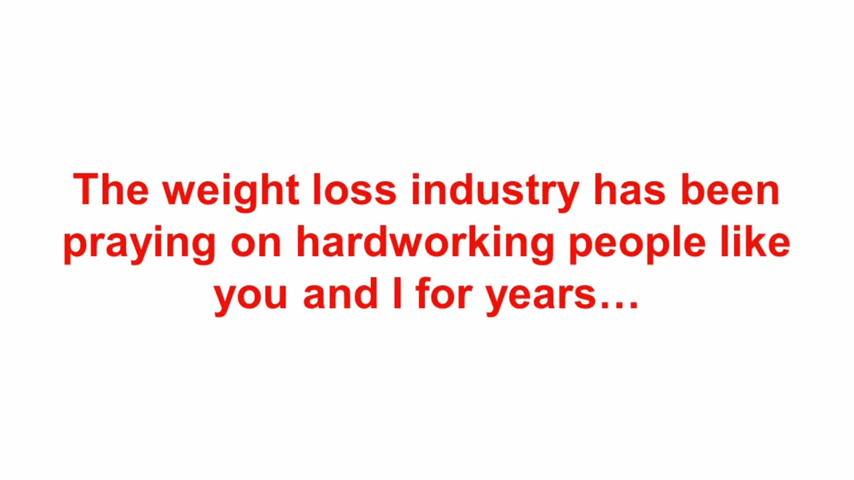 The weight loss industry has been
praying on hardworking people like
you and I for years…